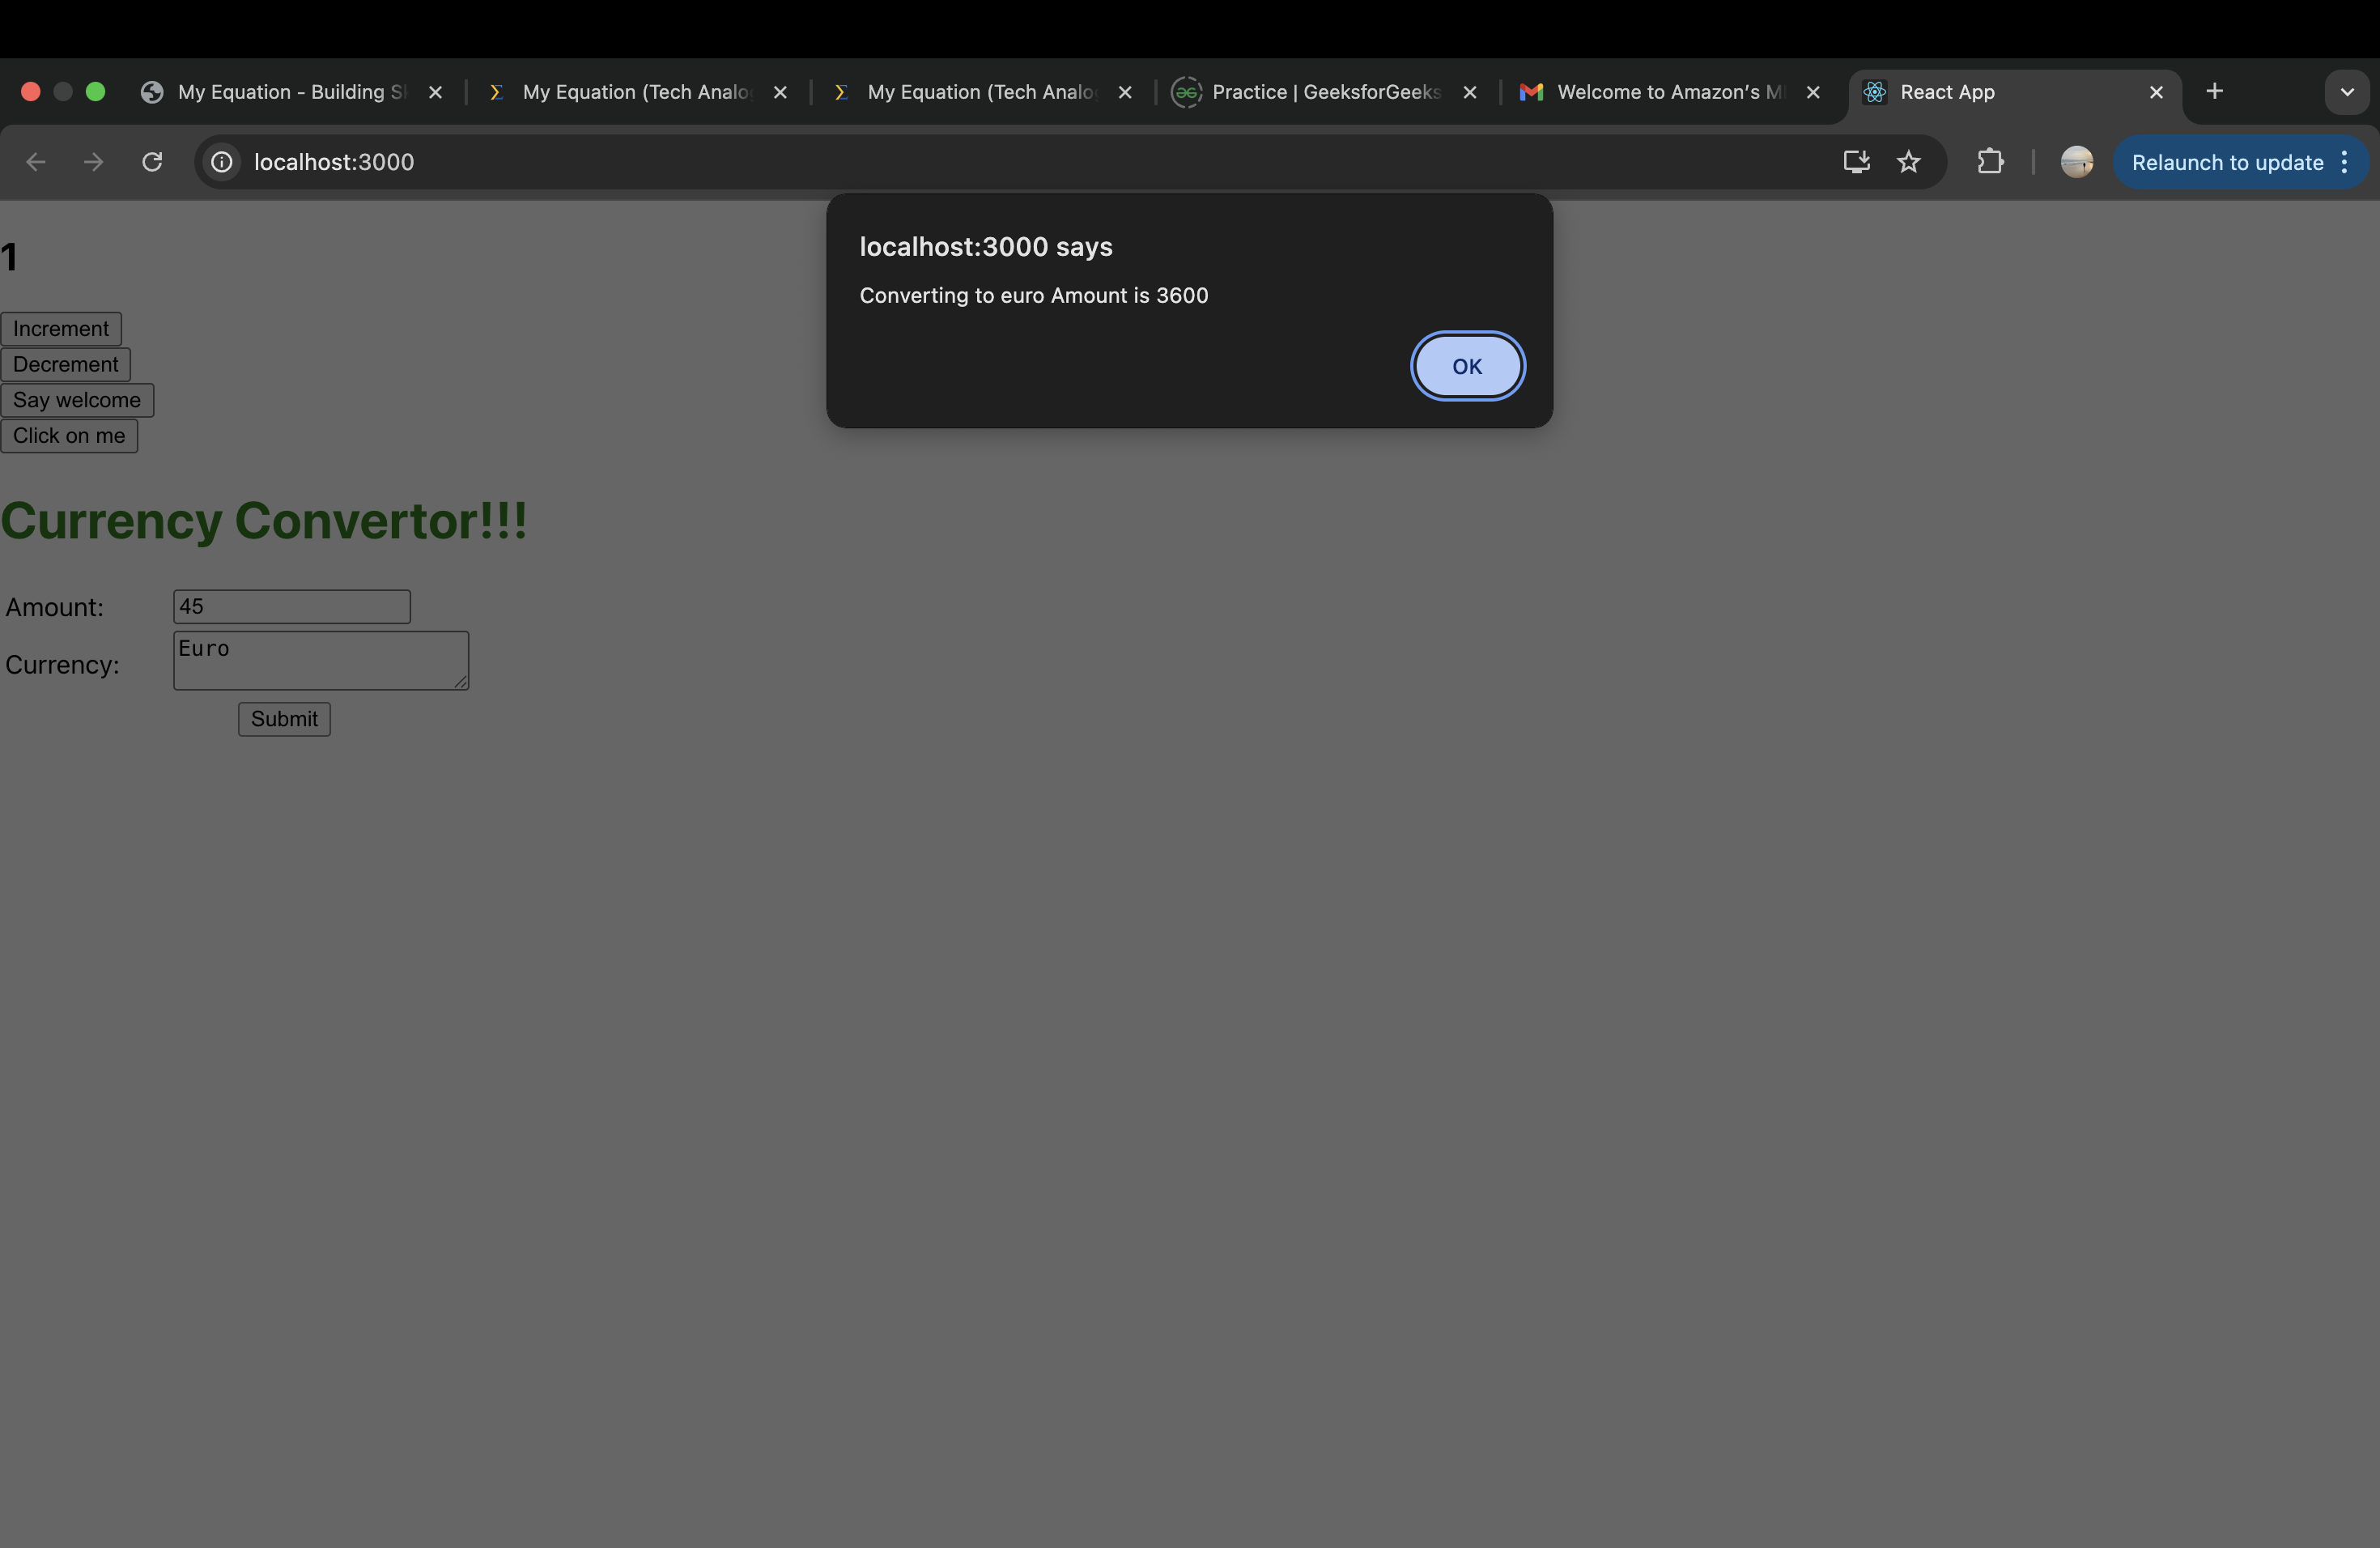 My Equation - Building S
My Equation (Tech Analo
My Equation (Tech Analo
Practice | GeeksforGeeks
Welcome to Amazon’s M
React App
localhost:3000
Relaunch to update
localhost:3000 says
Converting to euro Amount is 3600
OK
1
Increment
Decrement
Say welcome
Click on me
Currency Convertor!!!
Amount:
45
Currency:
Euro
Submit